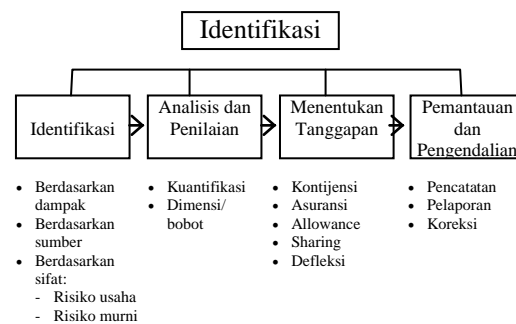 Identifikasi
Identifikasi
Analisis dan
Penilaian
Menentukan
Tanggapan
Pemantauan
dan
Pengendalian
• Berdasarkan
dampak
• Berdasarkan
sumber
• Berdasarkan
sifat:
- Risiko usaha
- Risiko murni
• Kuantifikasi
• Dimensi/
bobot
• Kontijensi
• Asuransi
• Allowance
• Sharing
• Defleksi
• Pencatatan
• Pelaporan
• Koreksi